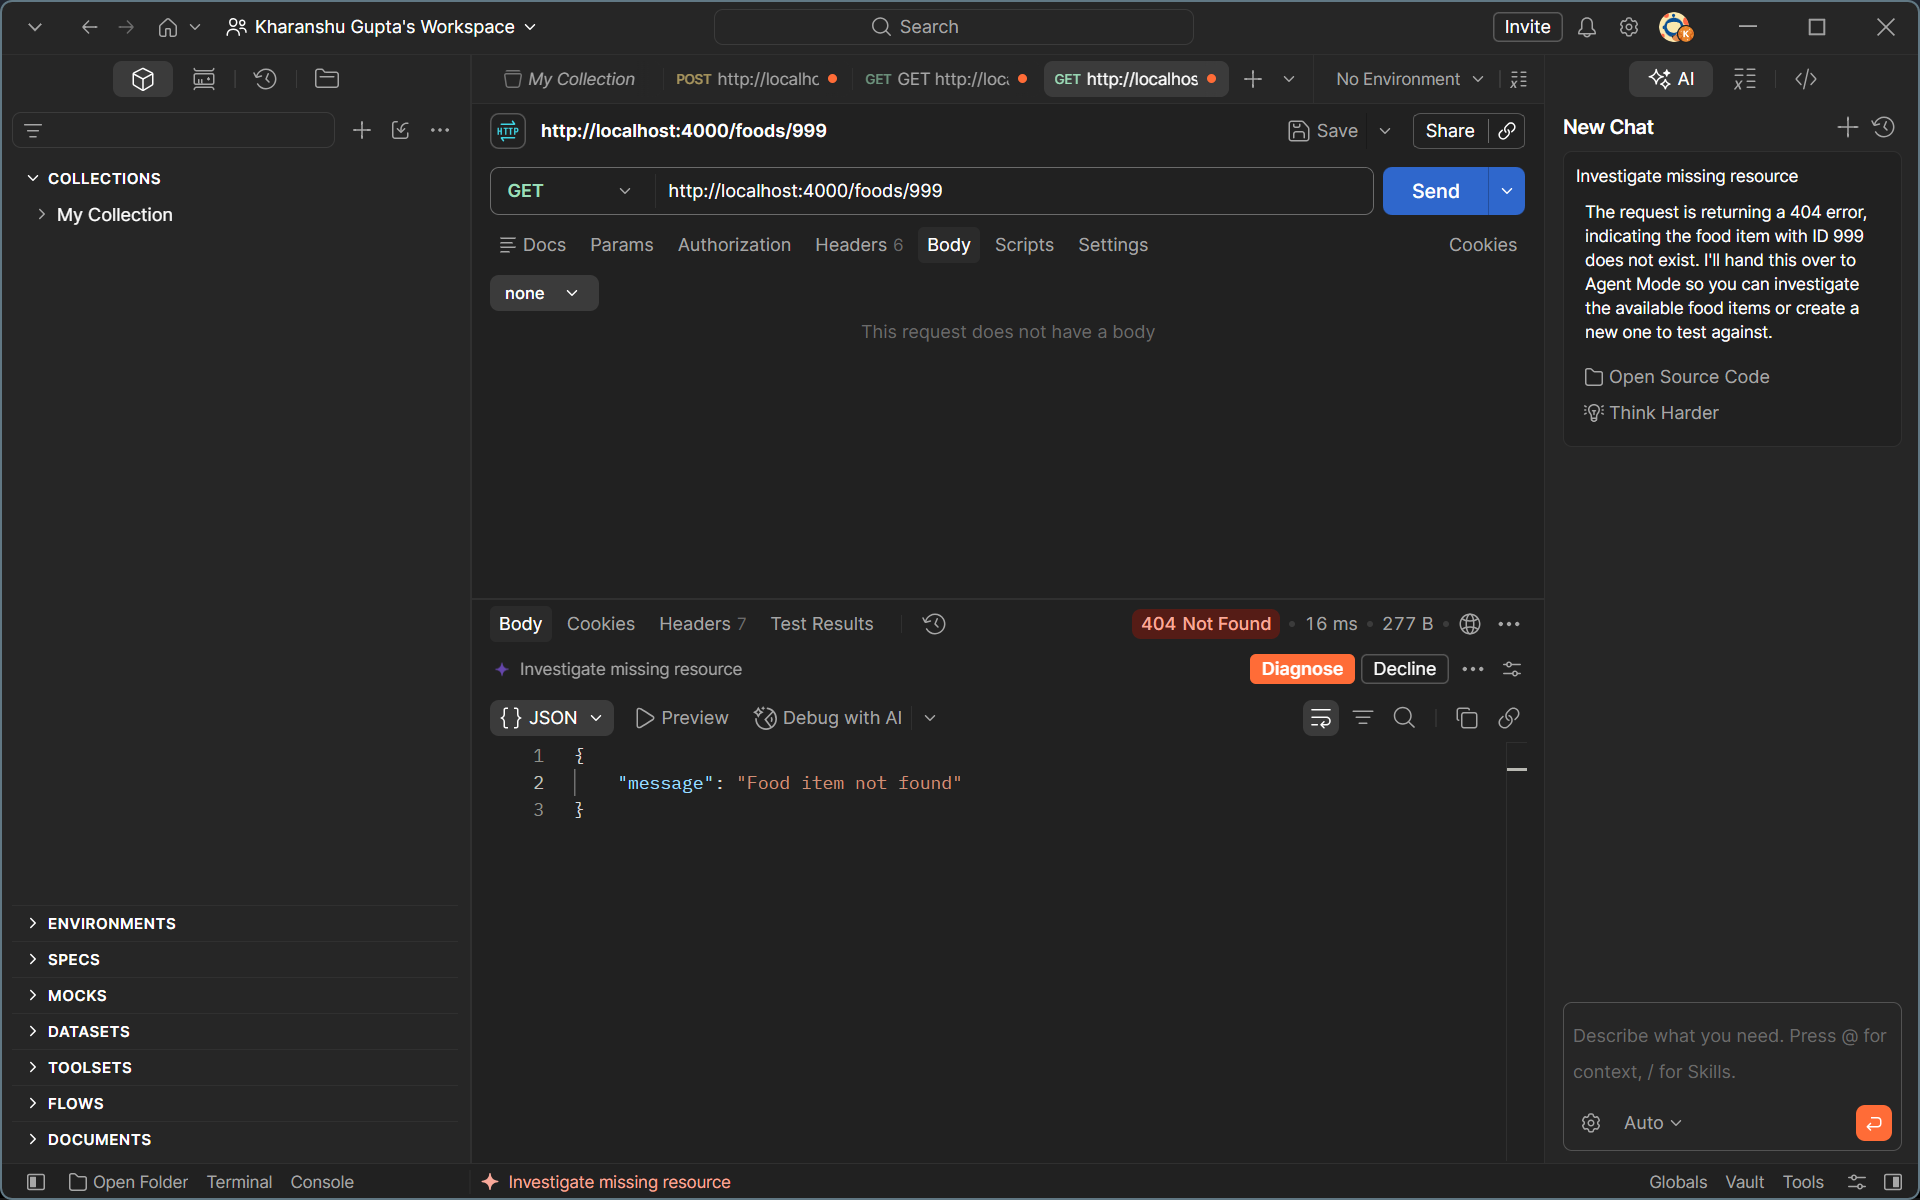 Kharanshu Gupta's Workspace
Search
Invite
K
My Collection
POST http://localhc
GET GET http://loc
GET http://localhos
No Environment
AI
HTTP
http://localhost:4000/foods/999
Save
Share
New Chat
COLLECTIONS
My Collection
GET
http://localhost:4000/foods/999
Send
Docs
Params
Authorization
Headers 6
Body
Scripts
Settings
Cookies
none
This request does not have a body
Investigate missing resource
The request is returning a 404 error,
indicating the food item with ID 999
does not exist. I'll hand this over to
Agent Mode so you can investigate
the available food items or create a
new one to test against.
Open Source Code
Think Harder
Body
Cookies
Headers 7
Test Results
404 Not Found
16 ms
277 B
Investigate missing resource
Diagnose
Decline
{} JSON
Preview
Debug with AI
1 {
2 "message": "Food item not found"
3 }
ENVIRONMENTS
SPECS
MOCKS
DATASETS
TOOLSETS
FLOWS
DOCUMENTS
Describe what you need. Press @ for
context, / for Skills.
Auto
Open Folder
Terminal
Console
Investigate missing resource
Globals
Vault
Tools